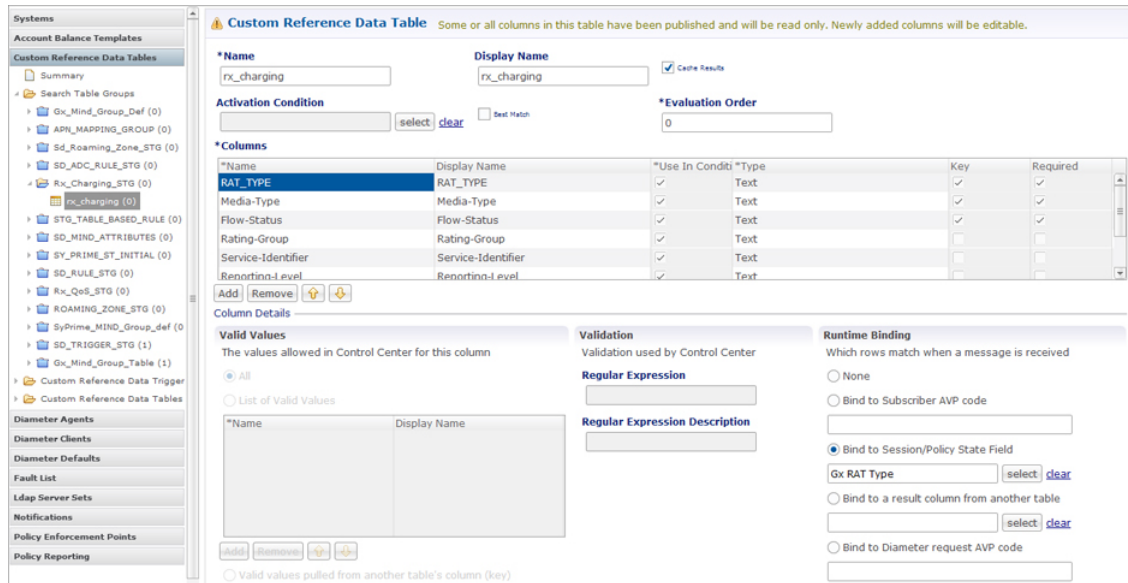 Systems
Account Balance Templates
Custom Reference Data Tables
Summary
Search Table Groups
Gx_Mind_Group_Def (0)
APN_MAPPING_GROUP (0)
Sd_Roaming_Zone_STG (0)
SD_ADC_RULE_STG (0)
Rx_Charging_STG (0)
rx_charging (0)
STG_TABLE_BASED_RULE (0)
SD_MIND_ATTRIBUTES (0)
SY_PRIME_ST_INITIAL (0)
SD_RULE_STG (0)
Rx_QoS_STG (0)
ROAMING_ZONE_STG (0)
SyPrime_MIND_Group_def (0
SD_TRIGGER_STG (1)
Gx_Mind_Group_Table (1)
Custom Reference Data Trigger
Custom Reference Data Tables
Diameter Agents
Diameter Clients
Diameter Defaults
Fault List
Ldap Server Sets
Notifications
Policy Enforcement Points
Policy Reporting
Custom Reference Data Table Some or all columns in this table have been published and will be read only. Newly added columns will be editable.
*Name Display Name
rx_charging rx_charging Cache Results
Activation Condition *Evaluation Order
select clear Best Match 0
*Columns
*Name Display Name *Use In Conditi *Type Key Required
RAT_TYPE RAT_TYPE Text
Media-Type Media-Type Text
Flow-Status Flow-Status Text
Rating-Group Rating-Group Text
Service-Identifier Service-Identifier Text
Reporting-Level Reporting-Level Text
Add Remove
Column Details
Valid Values
The values allowed in Control Center for this column
All
List of Valid Values
*Name Display Name
Add Remove
Valid values pulled from another table's column (key)
Validation
Validation used by Control Center
Regular Expression
Regular Expression Description
Runtime Binding
Which rows match when a message is received
None
Bind to Subscriber AVP code
Bind to Session/Policy State Field
Gx RAT Type select clear
Bind to a result column from another table
select clear
Bind to Diameter request AVP code